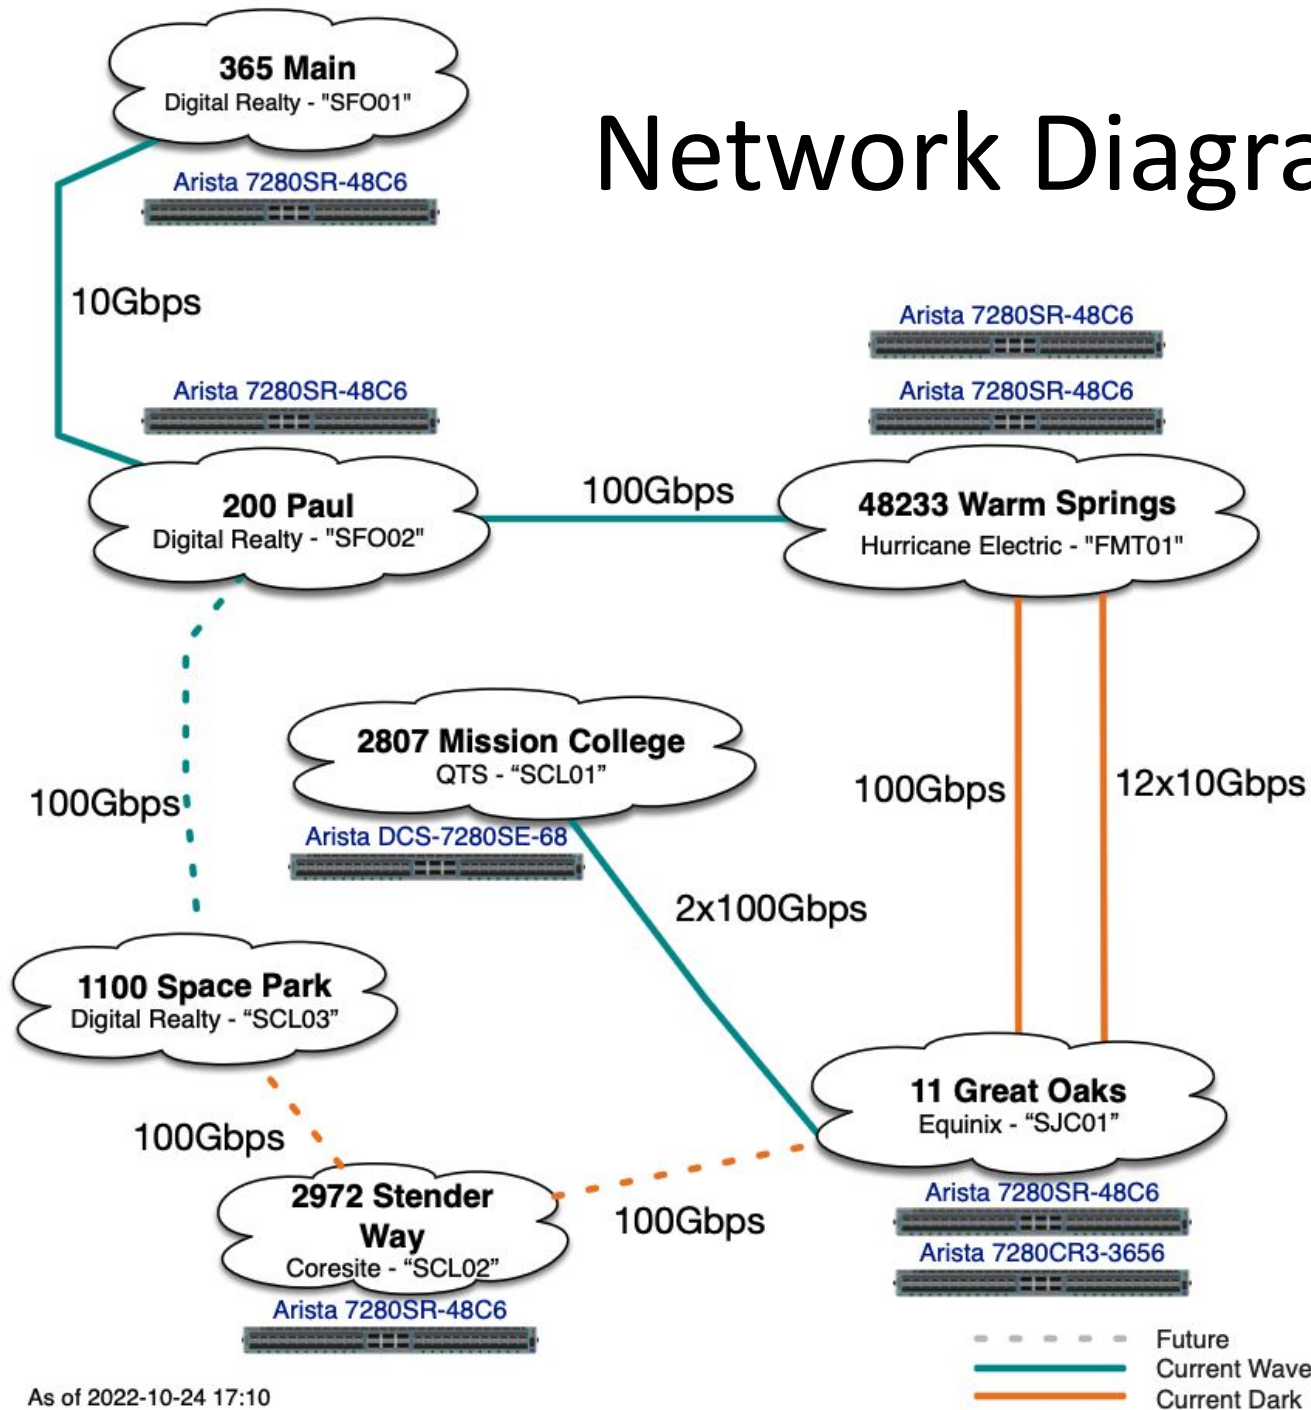 365 Main
Digital Realty - "SFO01"
Network Diagra
Arista 7280SR-48C6
10Gbps
Arista 7280SR-48C6
Arista 7280SR-48C6
Arista 7280SR-48C6
200 Paul
Digital Realty - "SFO02"
100Gbps
48233 Warm Springs
Hurricane Electric - "FMT01"
2807 Mission College
QTS - “SCL01”
Arista DCS-7280SE-68
100Gbps
100Gbps
12x10Gbps
2x100Gbps
1100 Space Park
Digital Realty - “SCL03”
100Gbps
11 Great Oaks
Equinix - “SJC01”
2972 Stender
Way
Coresite - “SCL02”
100Gbps
Arista 7280SR-48C6
Arista 7280CR3-3656
Arista 7280SR-48C6
Future
Current Wave
Current Dark
As of 2022-10-24 17:10